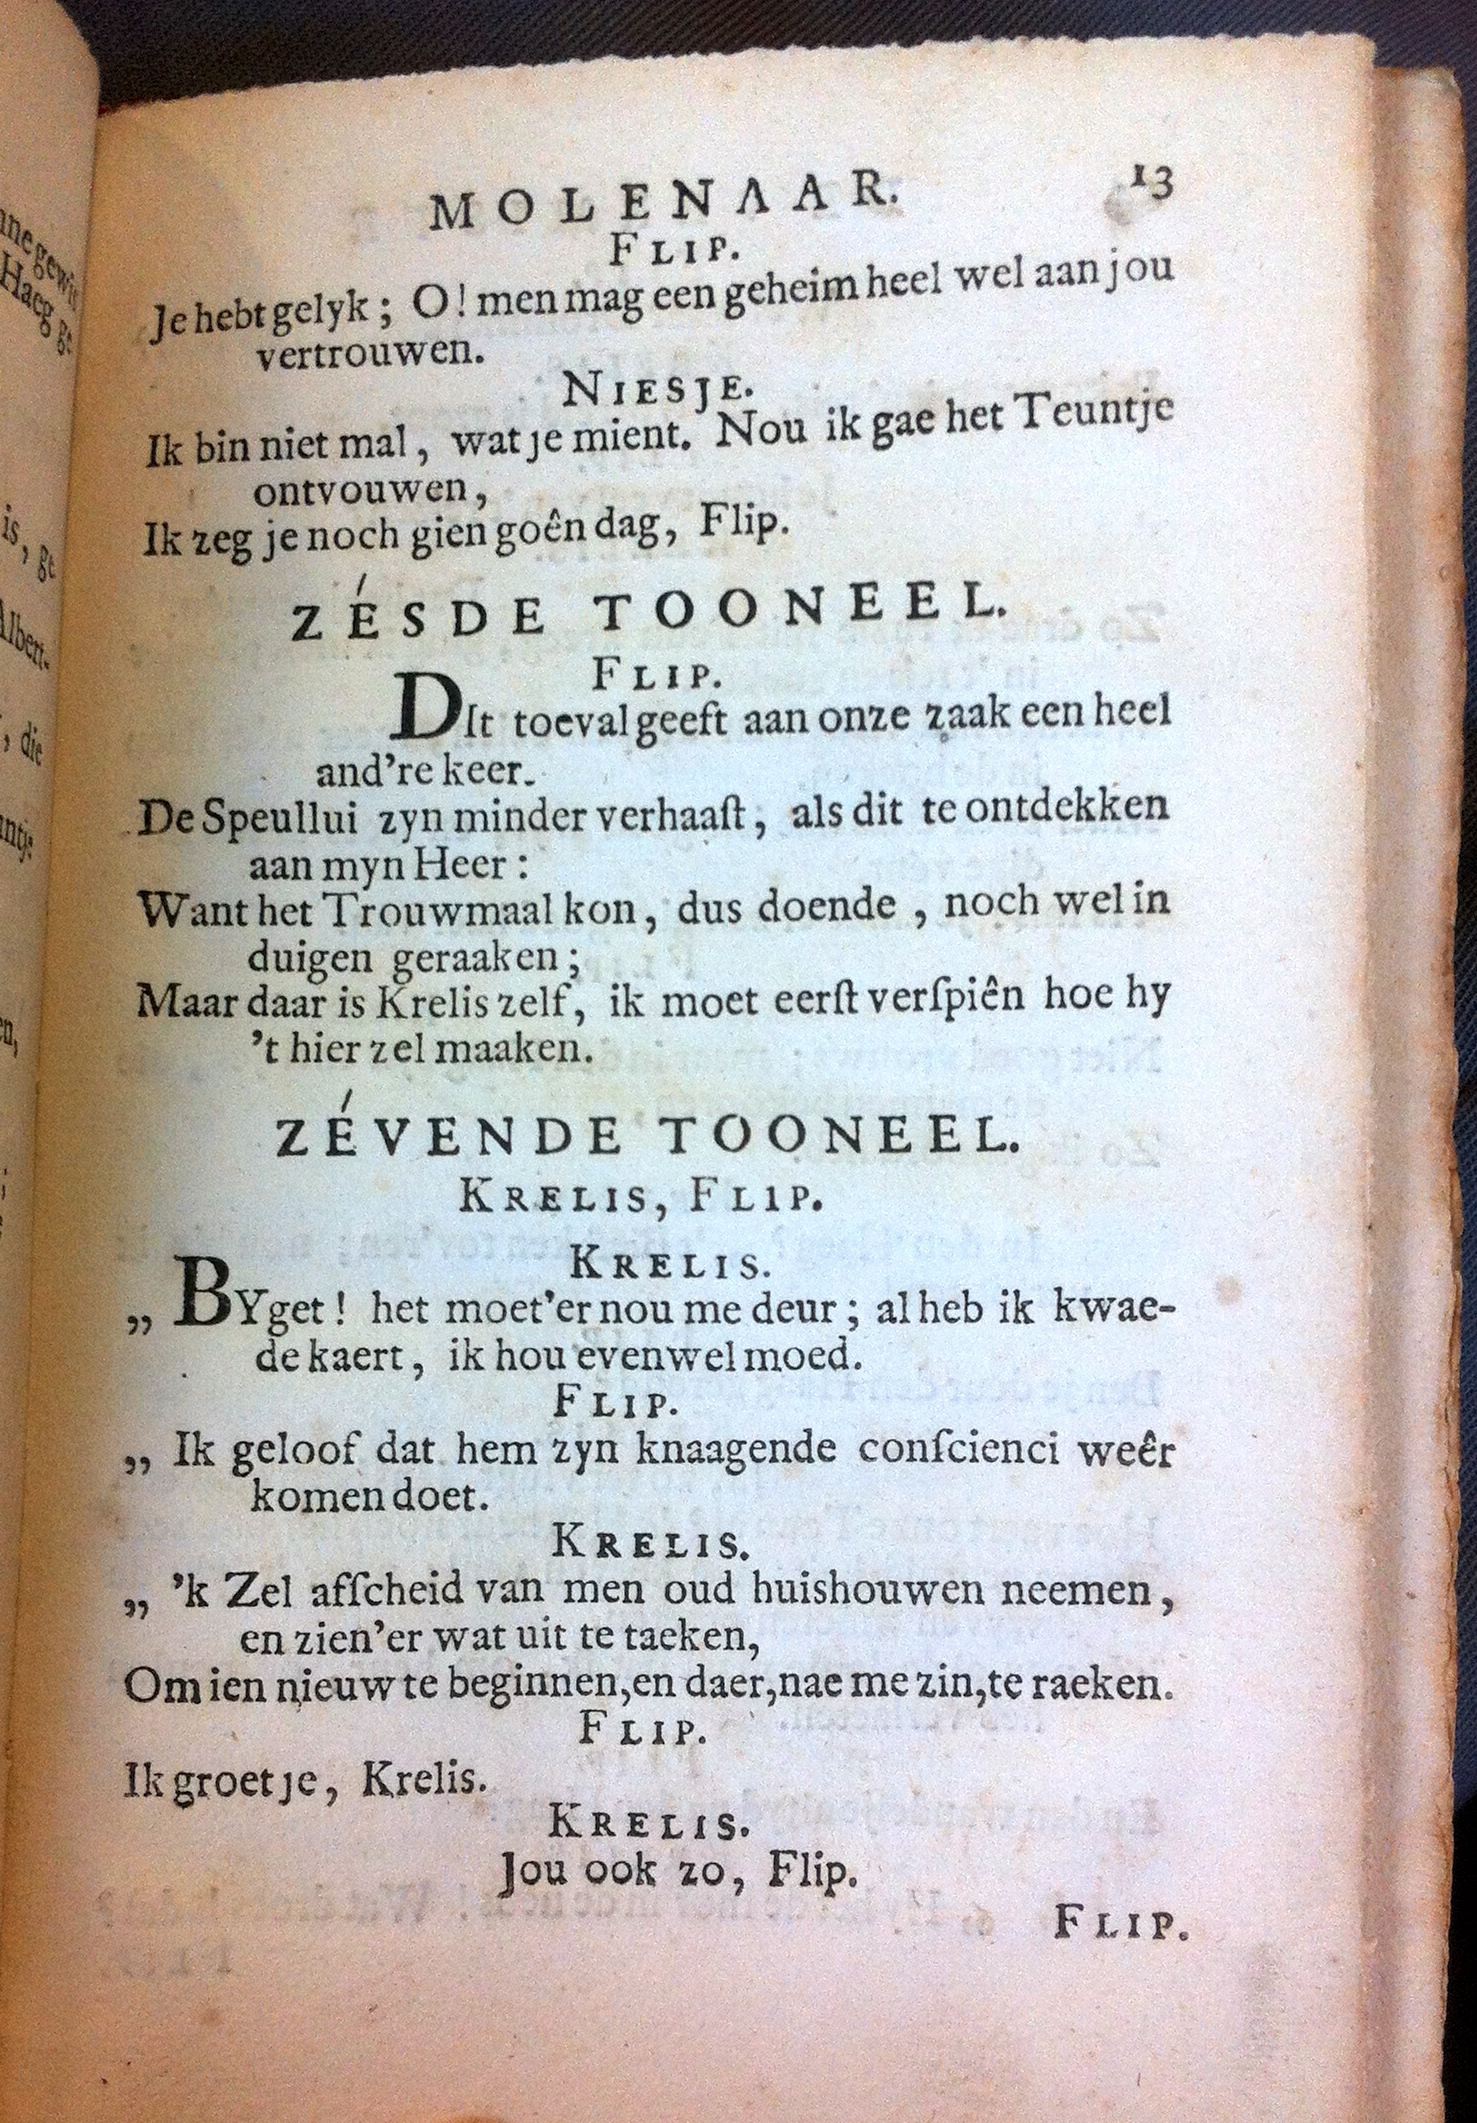 MOLENAAR. 13
FLIP.
Je hebt gelyk; O! men mag een geheim heel wel aan jou
vertrouwen.
NIESJE.
Ik bin niet mal, wat je mient. Nou ik gae het Teuntje
ontvouwen,
Ik zeg je noch gien goên dag, Flip.
ZÉSDE TOONEEL.
FLIP.
DIt toeval geeft aan onze zaak een heel
and're keer.
De Speullui zyn minder verhaaſt, als dit te ontdekken
aan myn Heer:
Want het Trouwmaal kon, dus doende, noch wel in
duigen geraaken;
Maar daar is Krelis zelf, ik moet eerſt verſpiên hoe hy
't hier zel maaken.
ZÉVENDE TOONEEL.
KRELIS, FLIP.
KRELIS.
„ BYget! het moet'er nou me deur; al heb ik kwae-
de kaert, ik hou evenwel moed.
FLIP.
„ Ik geloof dat hem zyn knaagende conſcienci weêr
komen doet.
KRELIS.
„ 'k Zel afſcheid van men oud huishouwen neemen,
en zien'er wat uit te taeken,
Om ien nieuw te beginnen, en daer, nae me zin, te raeken.
FLIP.
Ik groet je, Krelis.
KRELIS.
Jou ook zo, Flip.
FLIP.